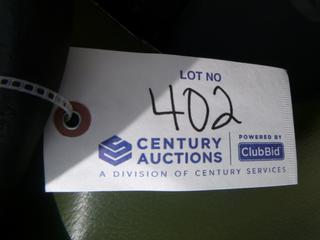 LOT NO
402
CENTURY AUCTIONS
POWERED BY
ClubBid
A DIVISION OF CENTURY SERVICES